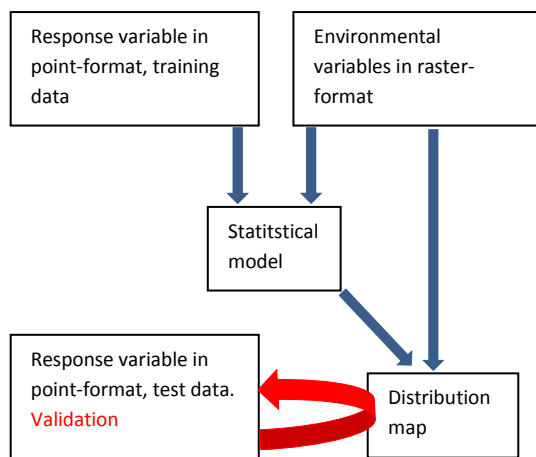 Response variable in
point-format, training
data
Environmental
variables in raster-
format
Statitstical
model
Response variable in
point-format, test data.
Validation
Distribution
map